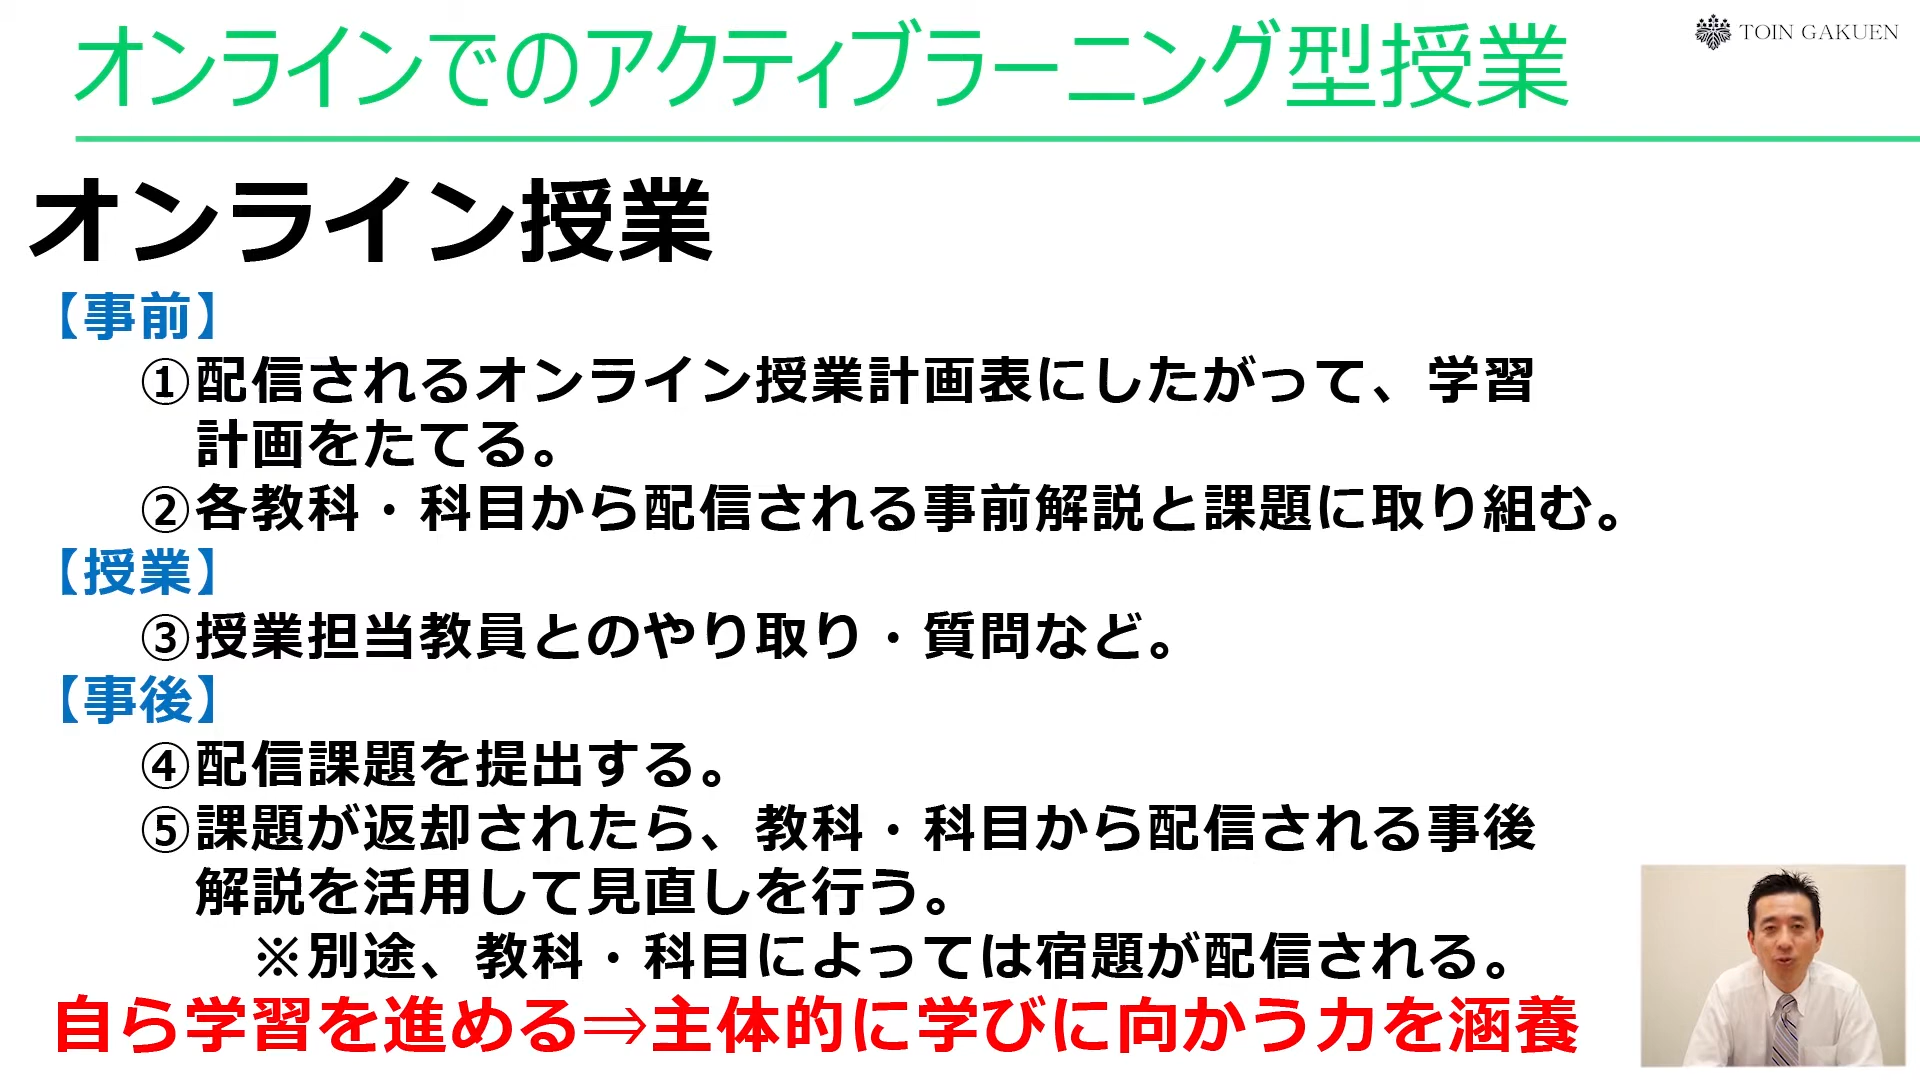 オンラインでのアクティブラーニング型授業
TOIN GAKUEN
オンライン授業
【事前】
①配信されるオンライン授業計画表にしたがって、学習
計画をたてる。
②各教科・科目から配信される事前解説と課題に取り組む。
【授業】
③授業担当教員とのやり取り・質問など。
【事後】
④配信課題を提出する。
⑤課題が返却されたら、教科・科目から配信される事後
解説を活用して見直しを行う。
※別途、教科・科目によっては宿題が配信される。
自ら学習を進める⇒主体的に学びに向かう力を涵養